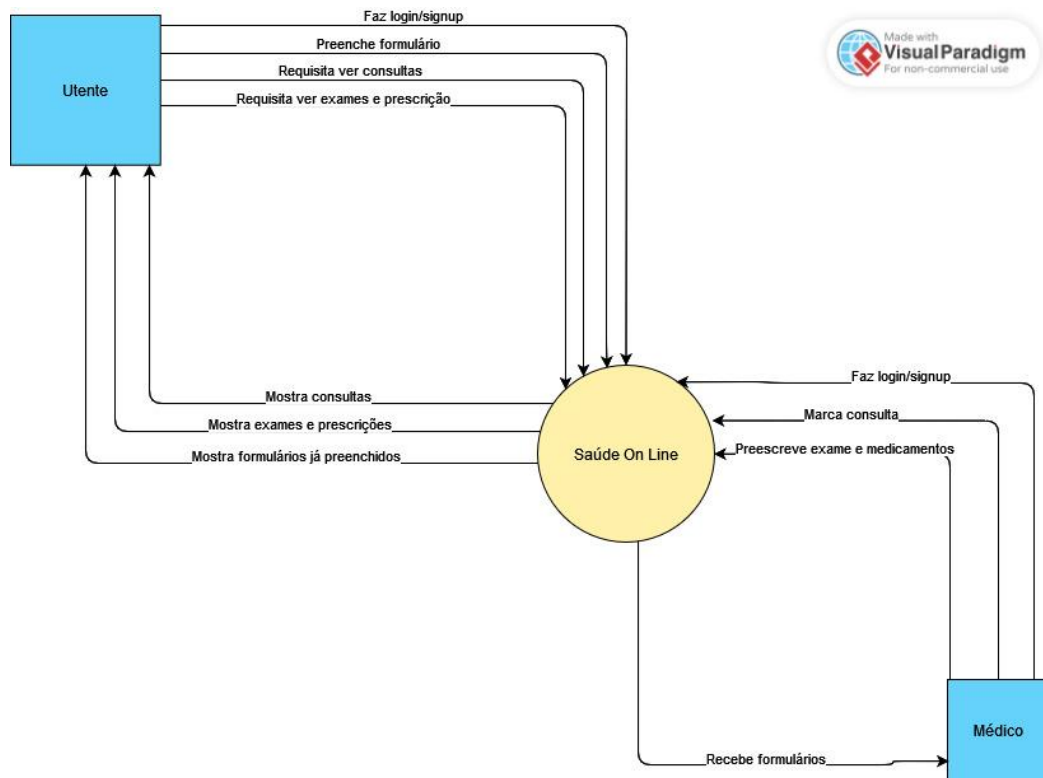 Faz login/signup
Preenche formulário
Requisita ver consultas
Requisita ver exames e prescrição
Utente
Made with
Visual Paradigm
For non-commercial use
Mostra consultas
Mostra exames e prescrições
Mostra formulários já preenchidos
Saúde On Line
Faz login/signup
Marca consulta
Preescreve exame e medicamentos
Médico
Recebe formulários